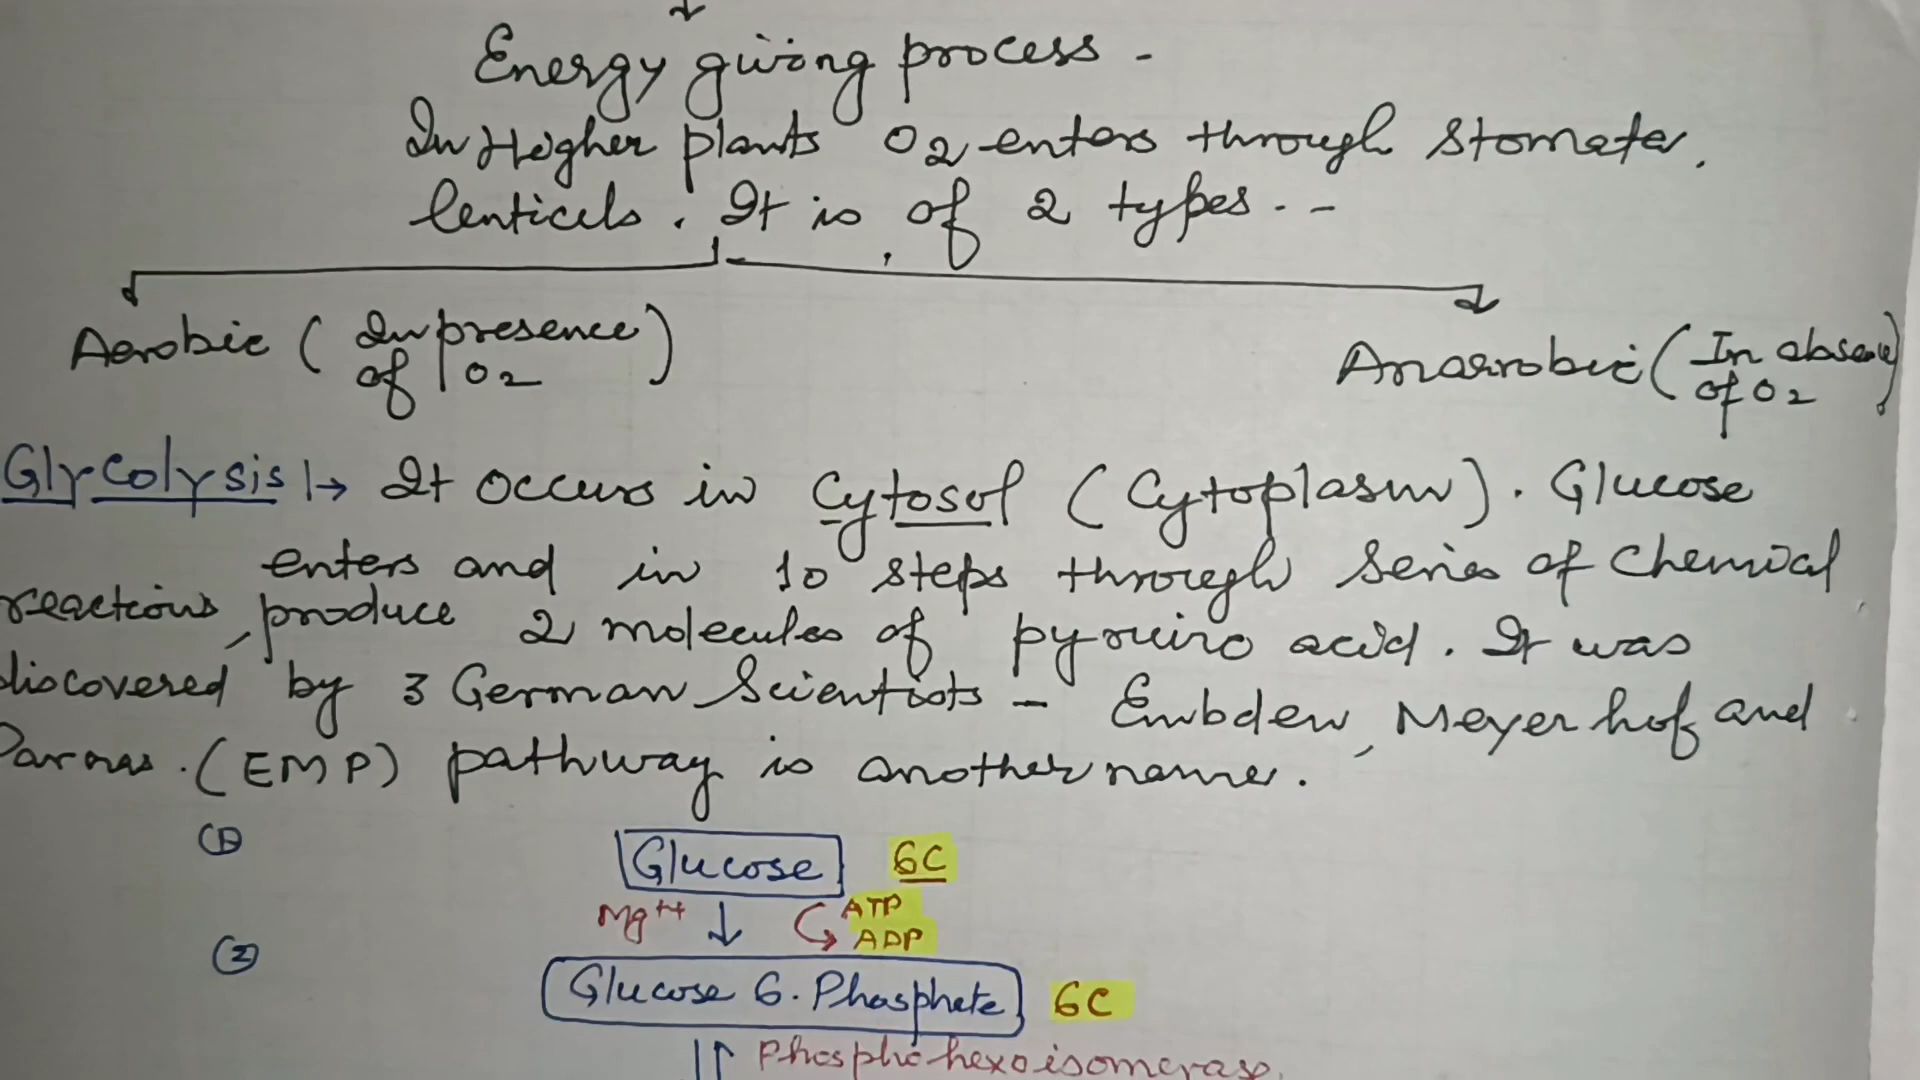 Energy giving process -
In Higher plants O2 enters through stomata,
lenticels. It is of 2 types. -
Aerobic ( In presence of O2 )
Anaerobic ( In absence of O2 )
Glycolysis |→ It occurs in Cytosol ( Cytoplasm ). Glucose
enters and in 10 steps through series of chemical
reactions, produce 2 molecules of pyruvic acid. It was
discovered by 3 German Scientists - Embden, Meyerhof and
Parnas. (EMP) pathway is another name.
①
Glucose 6C
Mg++ ↓ ATP
ADP
②
Glucose 6. Phosphate 6C
Phosphohexoisomerase